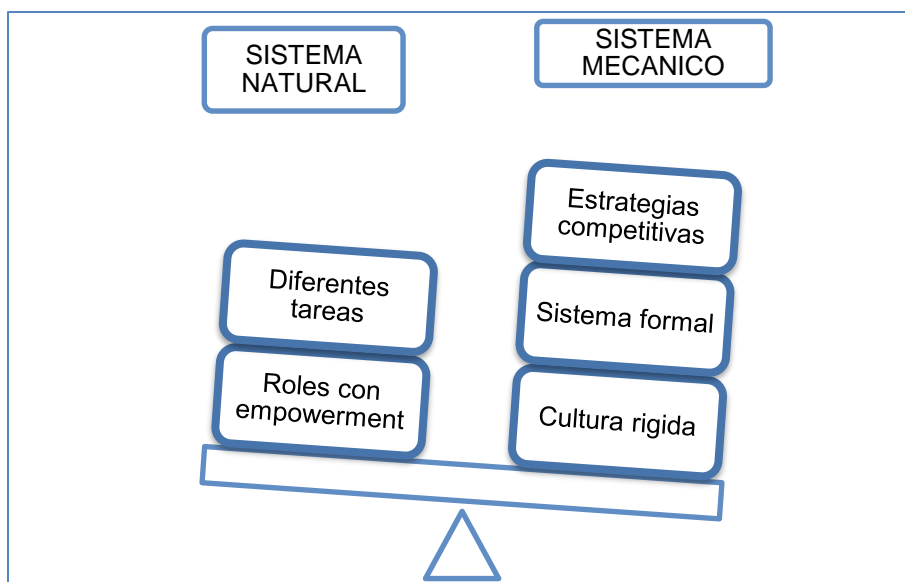 SISTEMA
NATURAL
SISTEMA
MECANICO
Estrategias
competitivas
Diferentes
tareas
Sistema formal
Roles con
empowerment
Cultura rigida